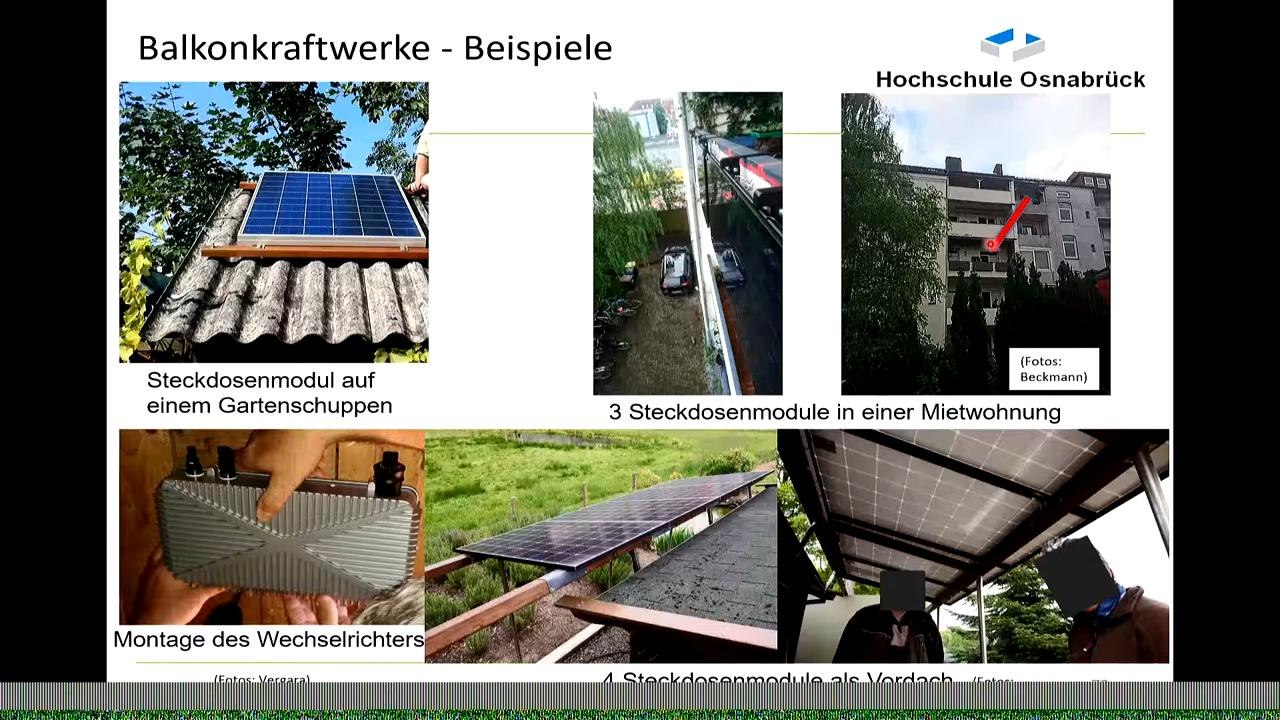 Balkonkraftwerke - Beispiele
Hochschule Osnabrück
Steckdosenmodul auf
einem Gartenschuppen
(Fotos:
Beckmann)
3 Steckdosenmodule in einer Mietwohnung
Montage des Wechselrichters
(Fotos: Vergara)
4 Steckdosenmodule als Vordach
(Fotos: